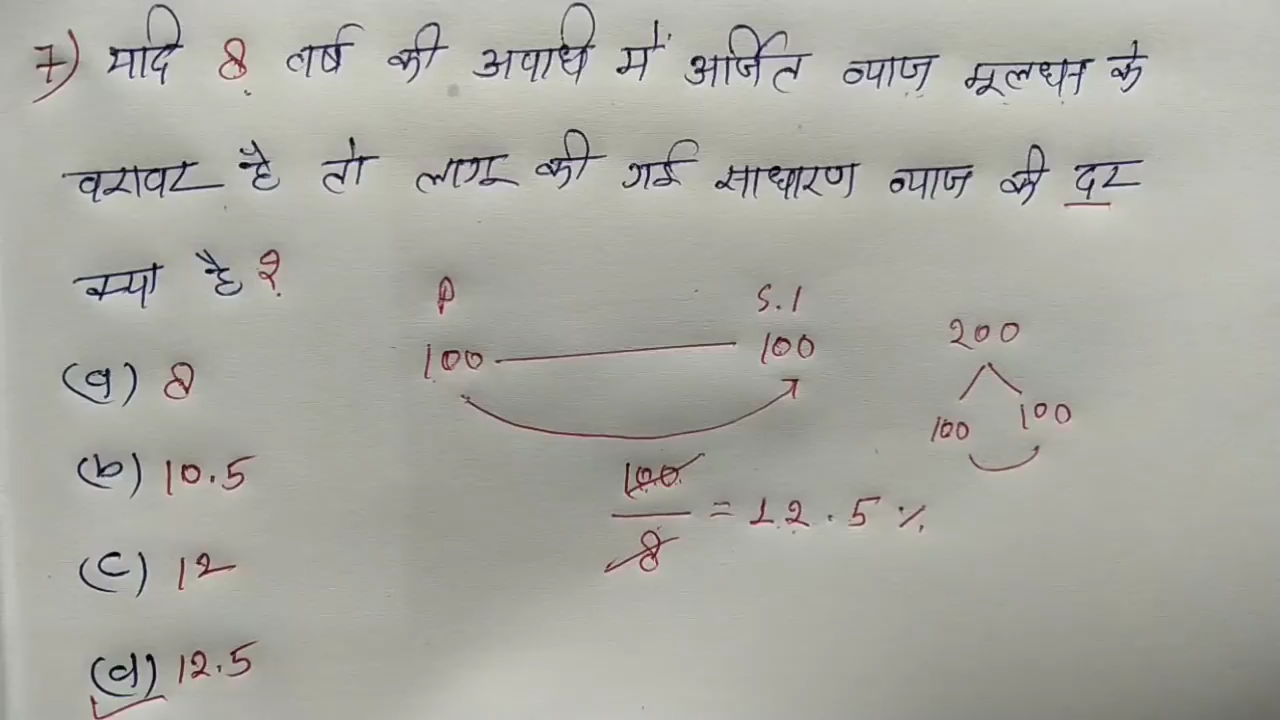 7) यदि 8 वर्ष की अवधि में अर्जित ब्याज मूलधन के
बराबर है तो लागू की गई साधारण ब्याज की दर
क्या है?
P S.I
100 100
200
100 100
100/8 = 12.5 %
(a) 8
(b) 10.5
(c) 12
(d) 12.5